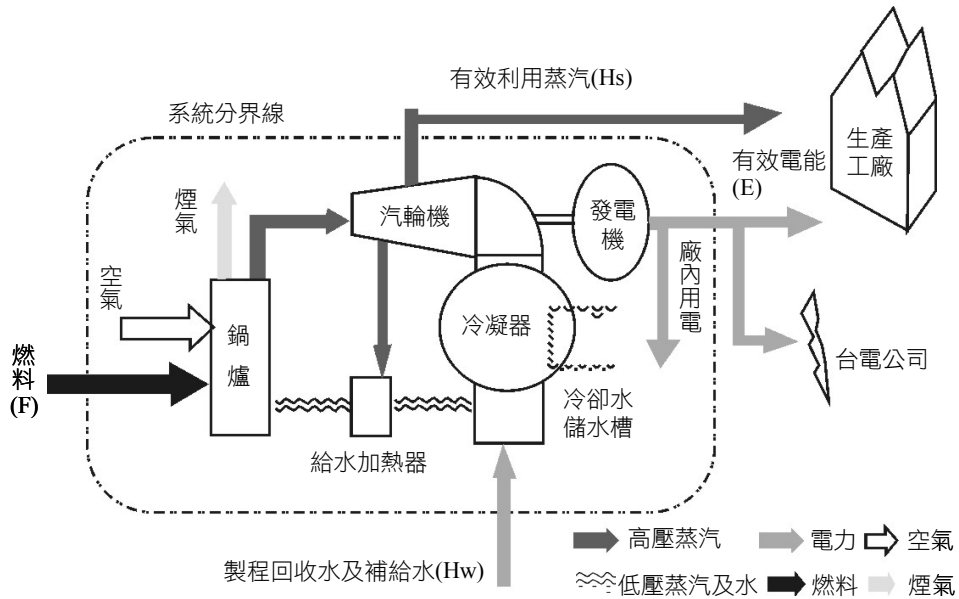 有效利用蒸汽(Hs)
系統分界線
生產
工廠
有效電能
(E)
煙氣
汽輪機
發電
機
空氣
廠內用電
鍋
爐
冷凝器
燃料
(F)
台電公司
冷卻水
儲水槽
給水加熱器
高壓蒸汽
電力
空氣
製程回收水及補給水(Hw)
低壓蒸汽及水
燃料
煙氣